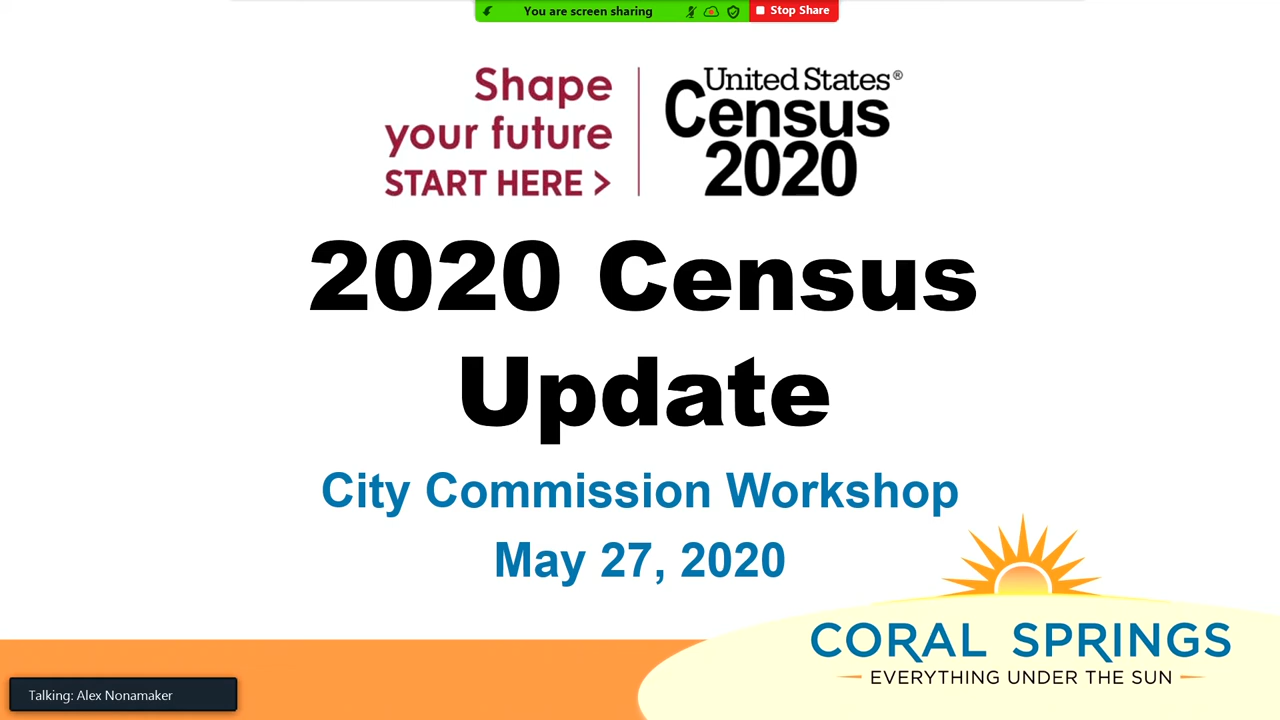 You are screen sharing
Stop Share
Shape
your future
START HERE >
United States®
Census
2020
2020 Census
Update
City Commission Workshop
May 27, 2020
CORAL SPRINGS
EVERYTHING UNDER THE SUN
Talking: Alex Nonamaker